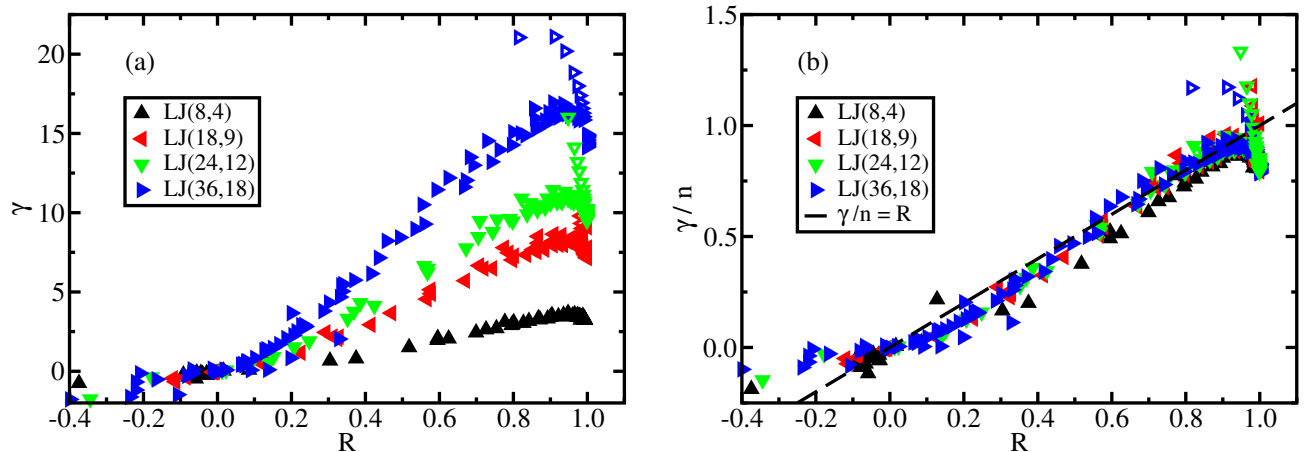 (a)
LJ(8,4)
LJ(18,9)
LJ(24,12)
LJ(36,18)
γ
20
15
10
5
0
-0.4 -0.2 0.0 0.2 0.4 0.6 0.8 1.0
R
(b)
LJ(8,4)
LJ(18,9)
LJ(24,12)
LJ(36,18)
γ/n = R
γ / n
1.5
1.0
0.5
0.0
-0.4 -0.2 0.0 0.2 0.4 0.6 0.8 1.0
R